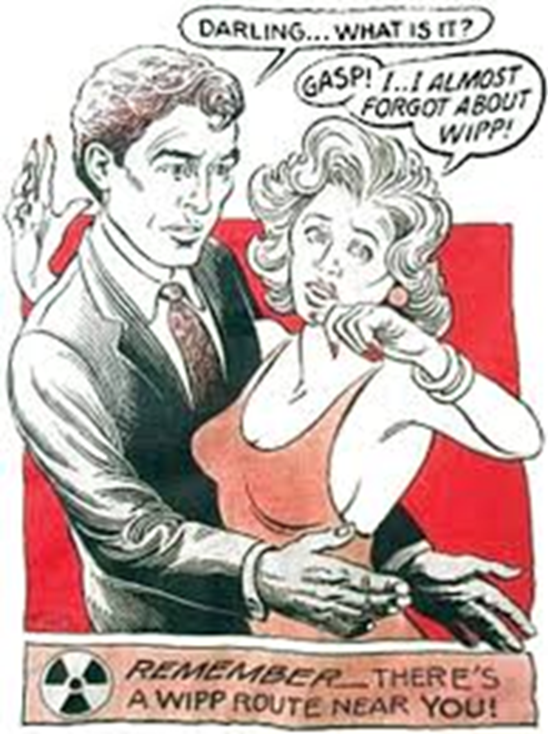 DARLING... WHAT IS IT?
GASP! I..I ALMOST
FORGOT ABOUT
WIPP!
REMEMBER—THERE'S
A WIPP ROUTE NEAR YOU!